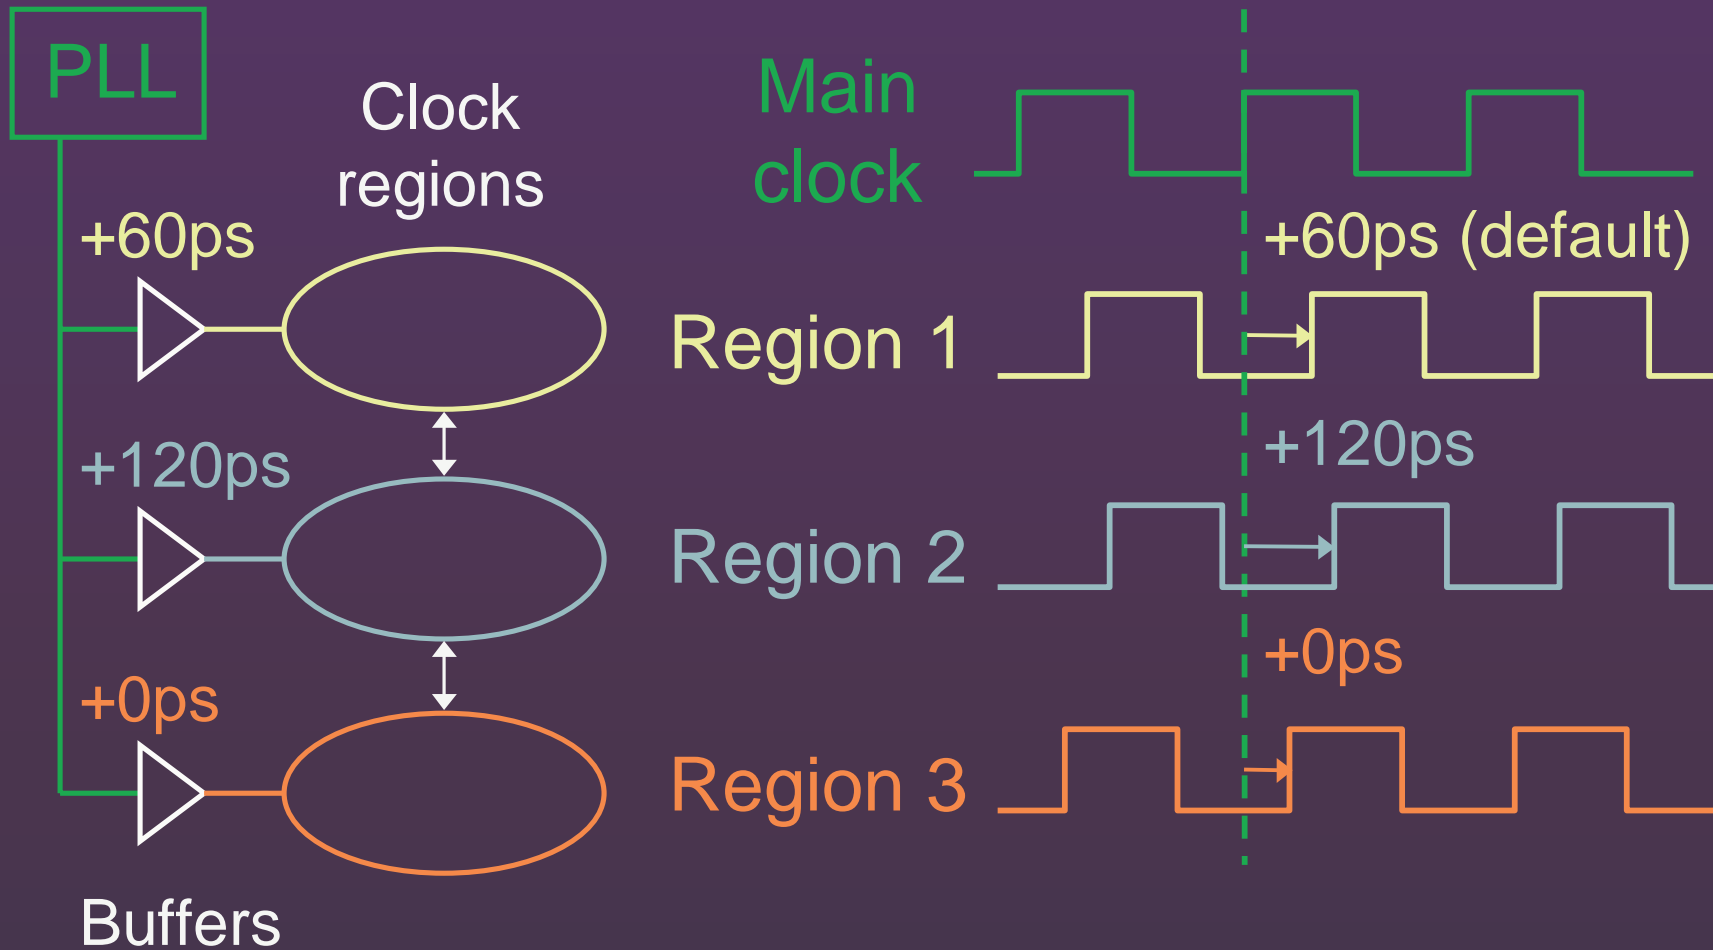 PLL
Clock
regions
+60ps
+120ps
+0ps
Buffers
Main
clock
+60ps (default)
Region 1
+120ps
Region 2
+0ps
Region 3